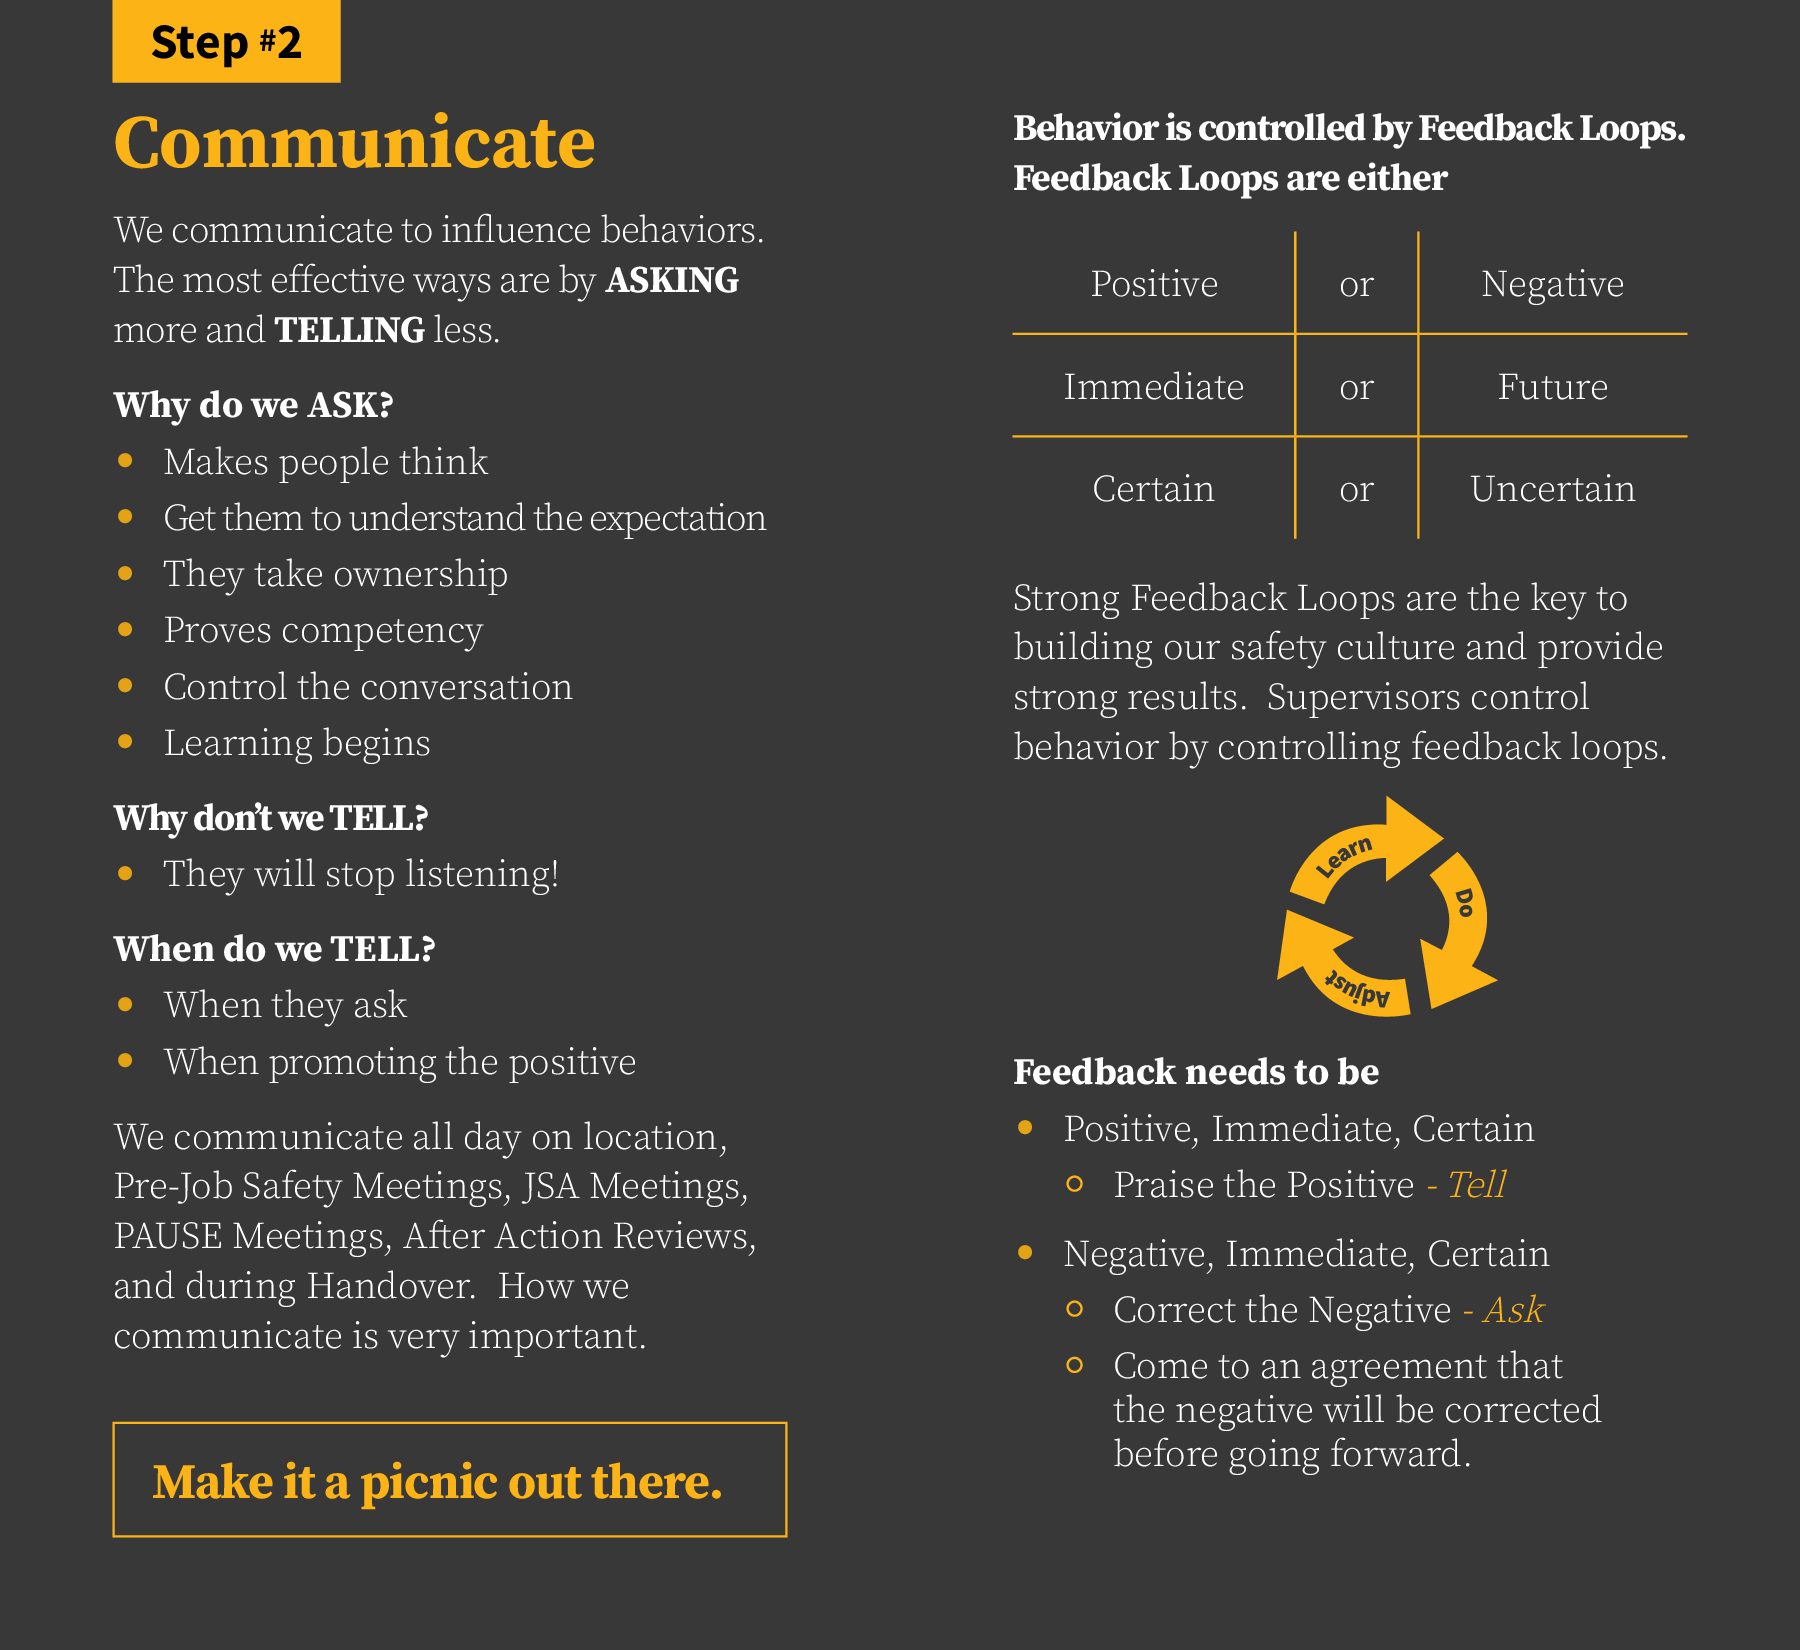 Step #2
Communicate
We communicate to influence behaviors.
The most effective ways are by ASKING
more and TELLING less.
Why do we ASK?
• Makes people think
• Get them to understand the expectation
• They take ownership
• Proves competency
• Control the conversation
• Learning begins
Why don’t we TELL?
• They will stop listening!
When do we TELL?
• When they ask
• When promoting the positive
We communicate all day on location,
Pre-Job Safety Meetings, JSA Meetings,
PAUSE Meetings, After Action Reviews,
and during Handover.  How we
communicate is very important.
Make it a picnic out there.
Behavior is controlled by Feedback Loops.
Feedback Loops are either
Positive or Negative
Immediate or Future
Certain or Uncertain
Strong Feedback Loops are the key to
building our safety culture and provide
strong results.  Supervisors control
behavior by controlling feedback loops.
Learn
Do
Adjust
Feedback needs to be
• Positive, Immediate, Certain
○ Praise the Positive - Tell
• Negative, Immediate, Certain
○ Correct the Negative - Ask
○ Come to an agreement that
the negative will be corrected
before going forward.